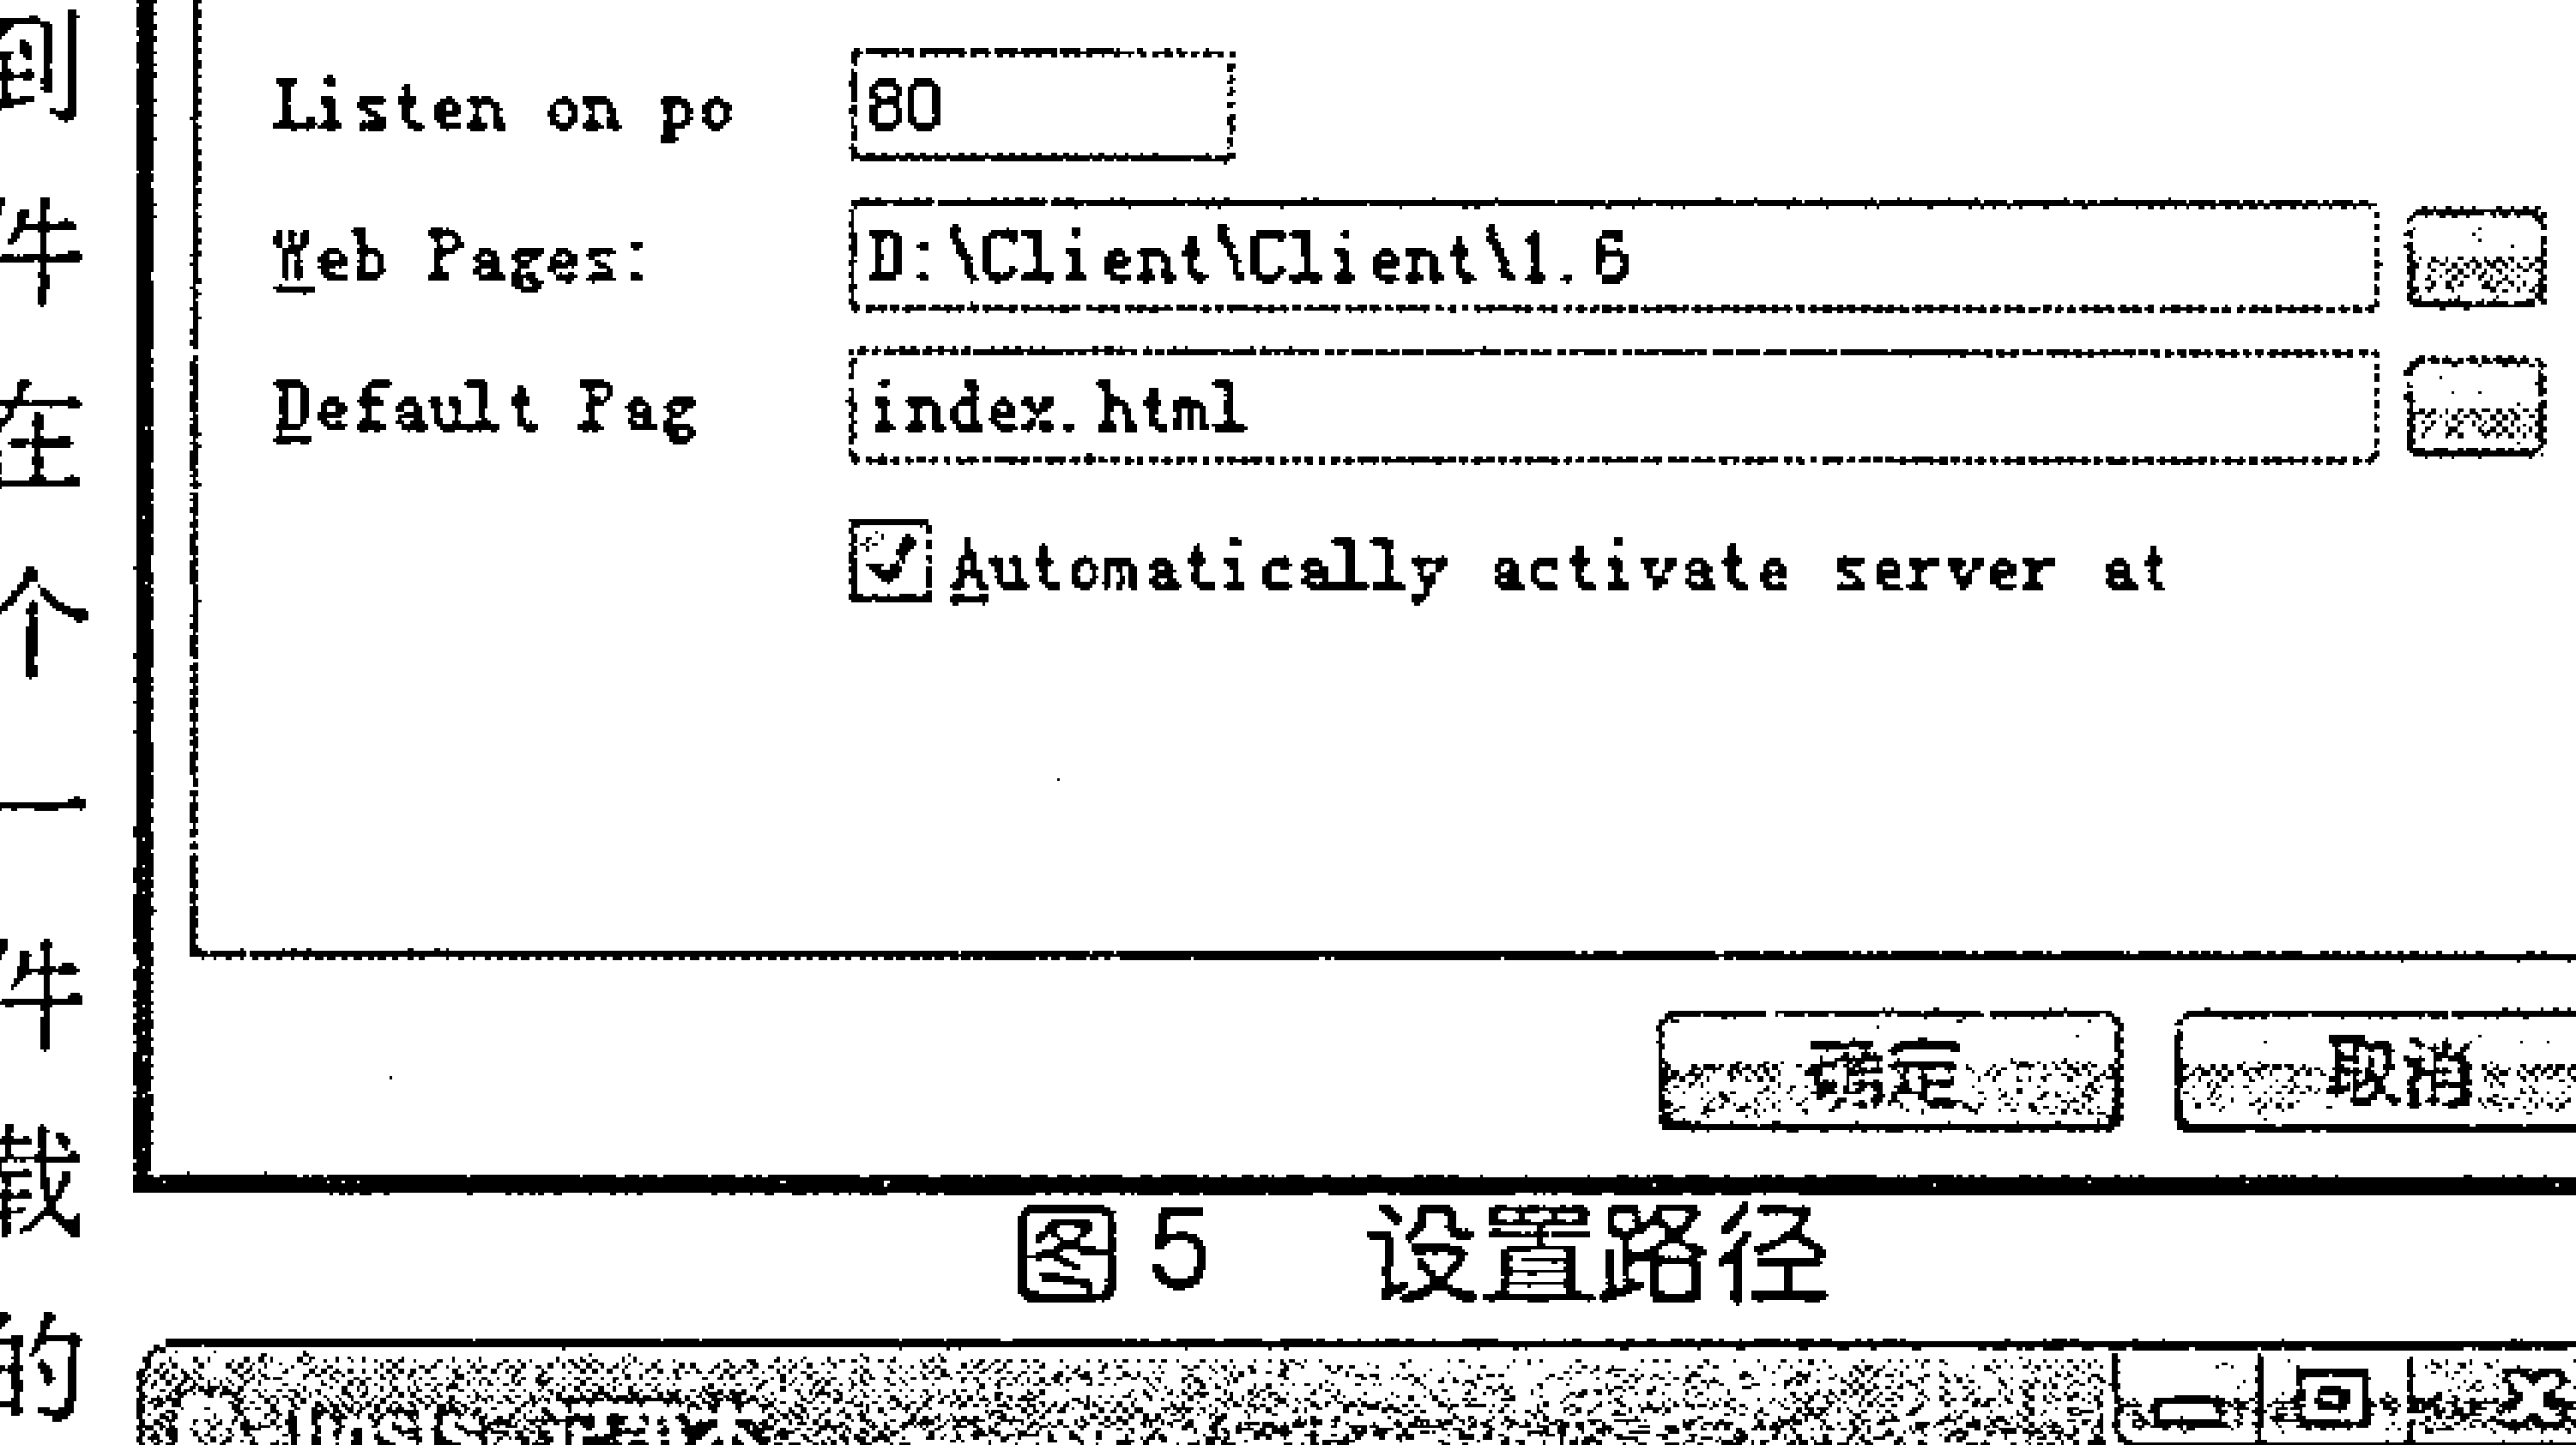 到
件
在
个
一
件
载
的
Listen on po
80
Web Pages:
D:\Client\Client\1.6
Default Pag
index.html
Automatically activate server at
确定
取消
图5 设置路径